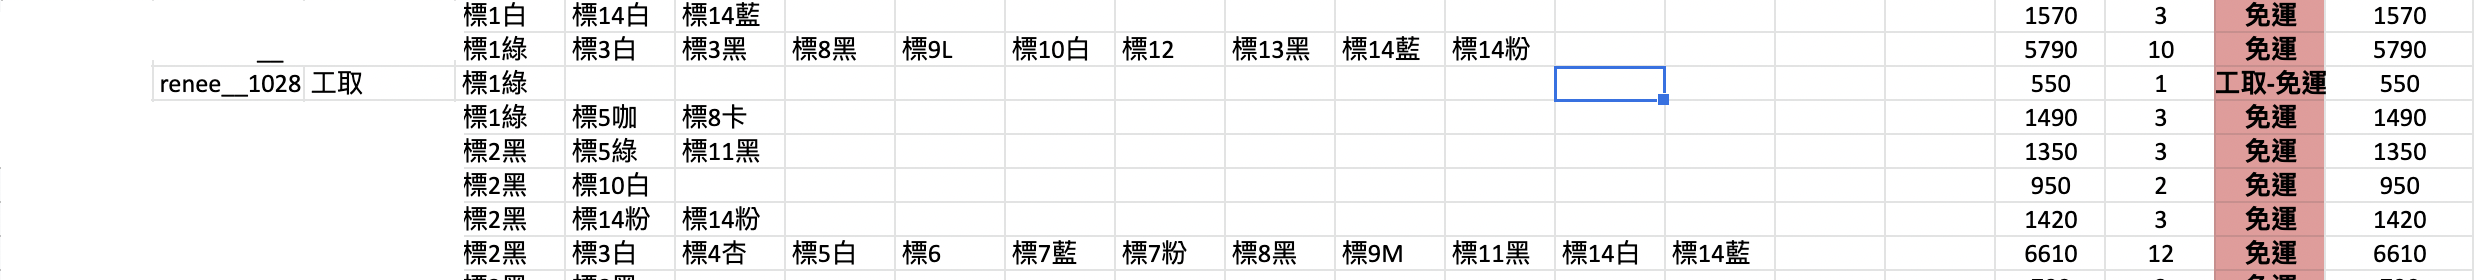 標1白 標14白 標14藍 1570 3 免運 1570
標1綠 標3白 標3黑 標8黑 標9L 標10白 標12 標13黑 標14藍 標14粉 5790 10 免運 5790
renee__1028 工取 標1綠 550 1 工取-免運 550
標1綠 標5咖 標8卡 1490 3 免運 1490
標2黑 標5綠 標11黑 1350 3 免運 1350
標2黑 標10白 950 2 免運 950
標2黑 標14粉 標14粉 1420 3 免運 1420
標2黑 標3白 標4杏 標5白 標6 標7藍 標7粉 標8黑 標9M 標11黑 標14白 標14藍 6610 12 免運 6610